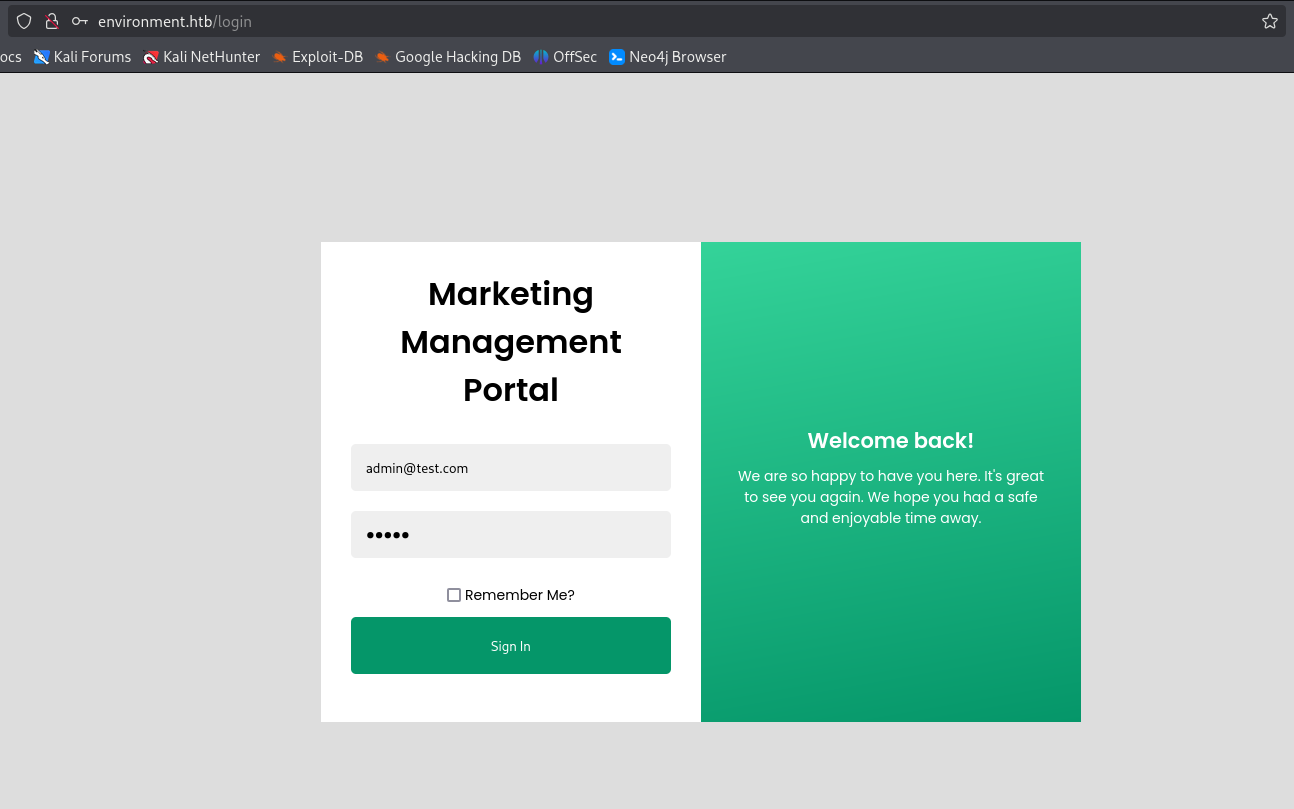 environment.htb/login
ocs Kali Forums Kali NetHunter Exploit-DB Google Hacking DB OffSec Neo4j Browser
Marketing
Management
Portal
admin@test.com
•••••
Remember Me?
Sign In
Welcome back!
We are so happy to have you here. It's great
to see you again. We hope you had a safe
and enjoyable time away.